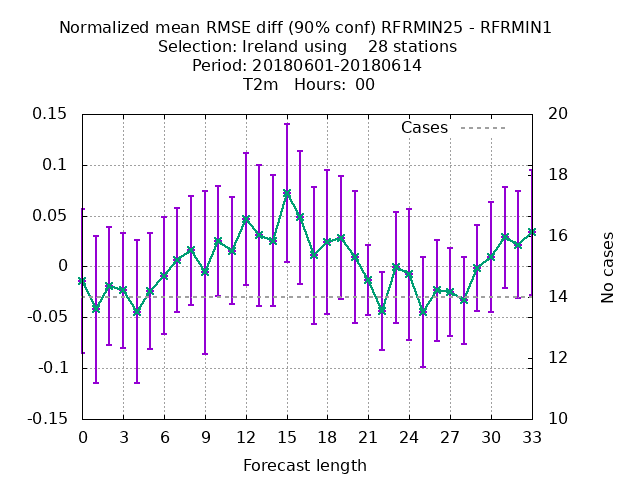 Normalized mean RMSE diff (90% conf) RFRMIN25 - RFRMIN1
Selection: Ireland using 28 stations
Period: 20180601-20180614
T2m Hours: 00
Cases
0.15
0.1
0.05
0
-0.05
-0.1
-0.15
20
18
16
14
12
10
No cases
0 3 6 9 12 15 18 21 24 27 30 33
Forecast length